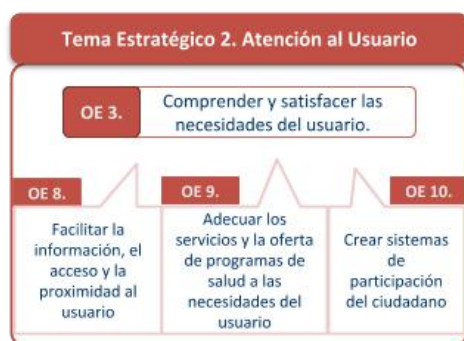 Tema Estratégico 2. Atención al Usuario
OE 3.
Comprender y satisfacer las
necesidades del usuario.
OE 8.
Facilitar la
información, el
acceso y la
proximidad al
usuario
OE 9.
Adecuar los
servicios y la oferta
de programas de
salud a las
necesidades del
usuario
OE 10.
Crear sistemas
de
participación
del ciudadano